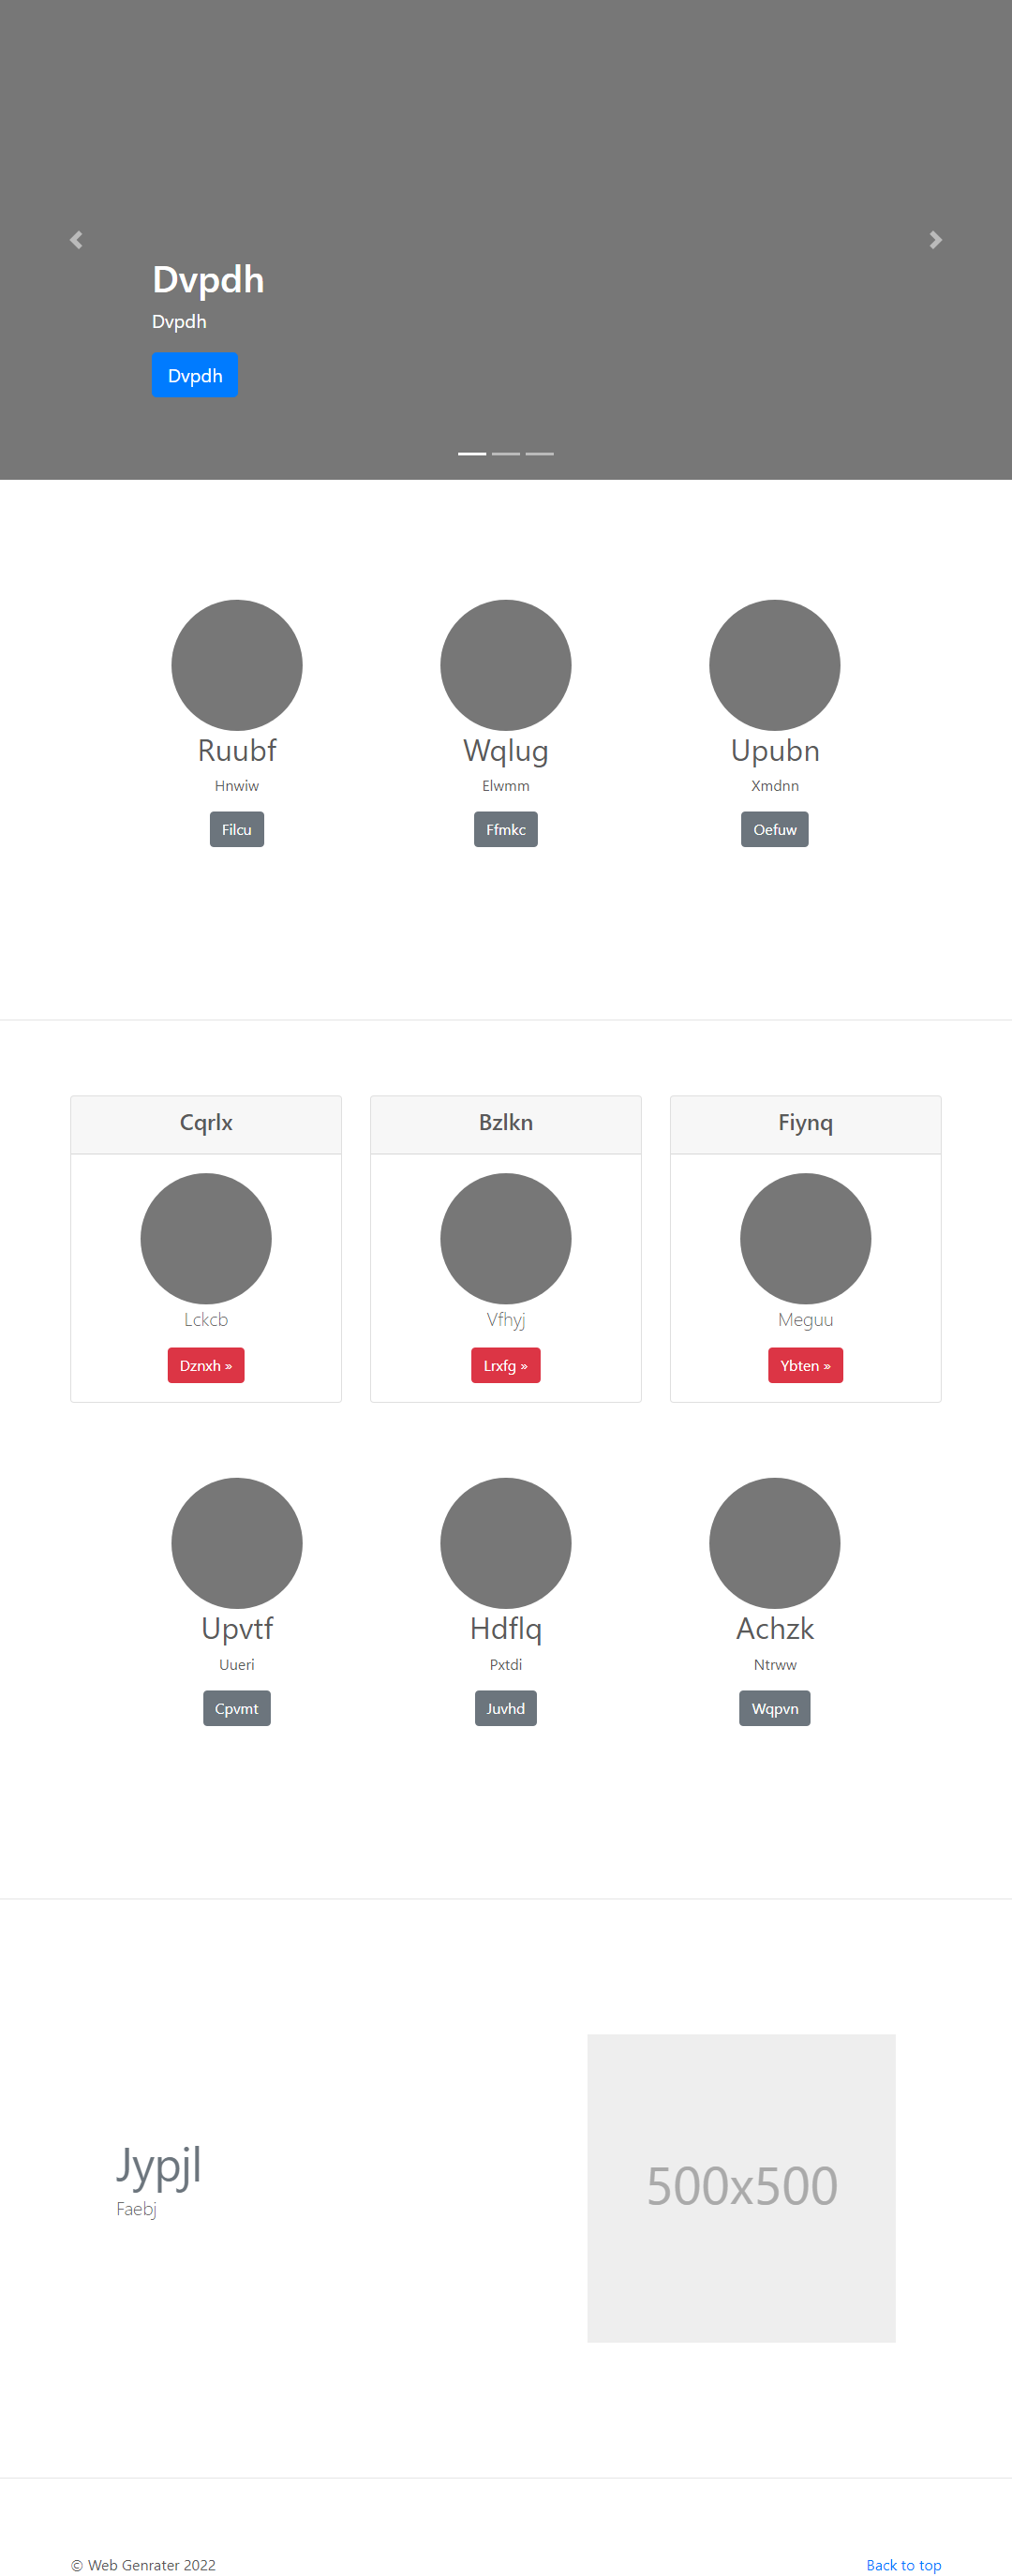 Dvpdh
Dvpdh
Dvpdh
Ruubf
Wqlug
Upubn
Hnwiw
Elwmm
Xmdnn
Filcu
Ffmkc
Oefuw
Cqrlx
Bzlkn
Fiynq
Lckcb
Vfhyj
Meguu
Dznxh »
Lrxfg »
Ybten »
Upvtf
Hdflq
Achzk
Uueri
Pxtdi
Ntrww
Cpvmt
Juvhd
Wqpvn
Jypjl
Faebj
500x500
© Web Genrater 2022
Back to top